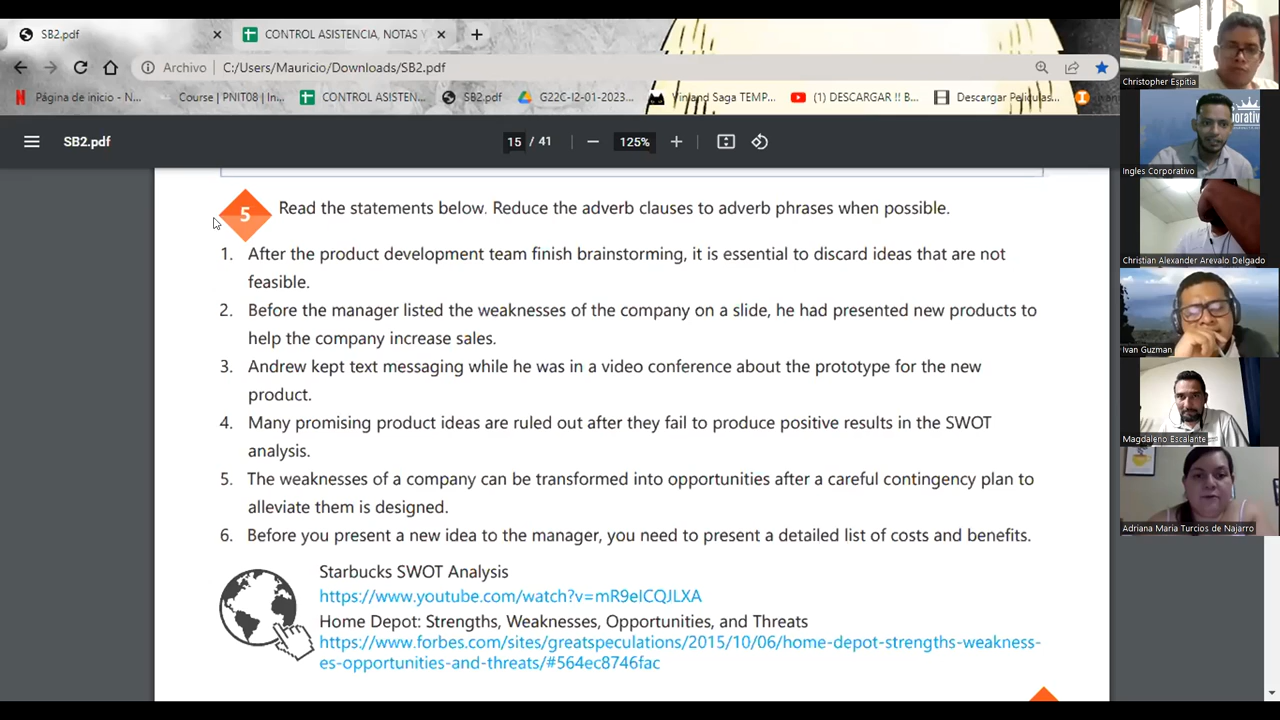 SB2.pdf
CONTROL ASISTENCIA, NOTAS Y
Archivo
C:/Users/Mauricio/Downloads/SB2.pdf
Página de inicio - N...
Course | PNIT08 | In...
CONTROL ASISTEN...
SB2.pdf
G22C-I2-01-2023...
Vinland Saga TEMP...
(1) DESCARGAR !! B...
Descargar Peliculas...
SB2.pdf
15 / 41
125%
5
Read the statements below. Reduce the adverb clauses to adverb phrases when possible.
1. After the product development team finish brainstorming, it is essential to discard ideas that are not
feasible.
2. Before the manager listed the weaknesses of the company on a slide, he had presented new products to
help the company increase sales.
3. Andrew kept text messaging while he was in a video conference about the prototype for the new
product.
4. Many promising product ideas are ruled out after they fail to produce positive results in the SWOT
analysis.
5. The weaknesses of a company can be transformed into opportunities after a careful contingency plan to
alleviate them is designed.
6. Before you present a new idea to the manager, you need to present a detailed list of costs and benefits.
Starbucks SWOT Analysis
https://www.youtube.com/watch?v=mR9eICQJLXA
Home Depot: Strengths, Weaknesses, Opportunities, and Threats
https://www.forbes.com/sites/greatspeculations/2015/10/06/home-depot-strengths-weakness-
es-opportunities-and-threats/#564ec8746fac
Christopher Espitia
Ingles Corporativo
Christian Alexander Arevalo Delgado
Ivan Guzman
Magdaleno Escalante
Adriana Maria Turcios de Najarro